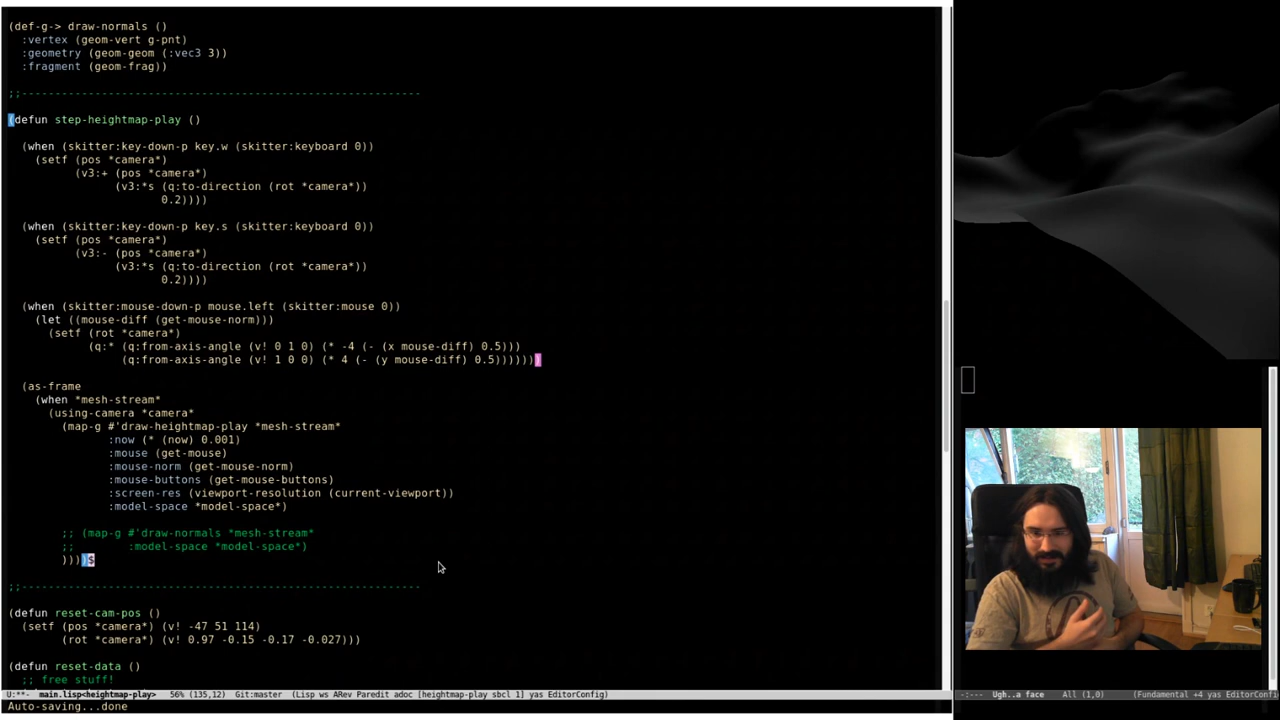 (def-g-> draw-normals ()
:vertex (geom-vert g-pnt)
:geometry (geom-geom (:vec3 3))
:fragment (geom-frag))
;;------------------------------------------------------------
(defun step-heightmap-play ()
(when (skitter:key-down-p key.w (skitter:keyboard 0))
(setf (pos *camera*)
(v3:+ (pos *camera*)
(v3:*s (q:to-direction (rot *camera*))
0.2))))
(when (skitter:key-down-p key.s (skitter:keyboard 0))
(setf (pos *camera*)
(v3:- (pos *camera*)
(v3:*s (q:to-direction (rot *camera*))
0.2))))
(when (skitter:mouse-down-p mouse.left (skitter:mouse 0))
(let ((mouse-diff (get-mouse-norm)))
(setf (rot *camera*)
(q:* (q:from-axis-angle (v! 0 1 0) (* -4 (- (x mouse-diff) 0.5)))
(q:from-axis-angle (v! 1 0 0) (* 4 (- (y mouse-diff) 0.5)))))))
(as-frame
(when *mesh-stream*
(using-camera *camera*
(map-g #'draw-heightmap-play *mesh-stream*
:now (* (now) 0.001)
:mouse (get-mouse)
:mouse-norm (get-mouse-norm)
:mouse-buttons (get-mouse-buttons)
:screen-res (viewport-resolution (current-viewport))
:model-space *model-space*)
;; (map-g #'draw-normals *mesh-stream*
;; :model-space *model-space*)
))))$
;;------------------------------------------------------------
(defun reset-cam-pos ()
(setf (pos *camera*) (v! -47 51 114)
(rot *camera*) (v! 0.97 -0.15 -0.17 -0.027)))
(defun reset-data ()
;; free stuff!
U:**- main.lisp<heightmap-play> 56% (135,12) Git:master (Lisp ws ARev Paredit adoc [heightmap-play sbcl 1] yas EditorConfig)
Auto-saving...done
-:--- Ugh..a face All (1,0) (Fundamental +4 yas EditorConfi